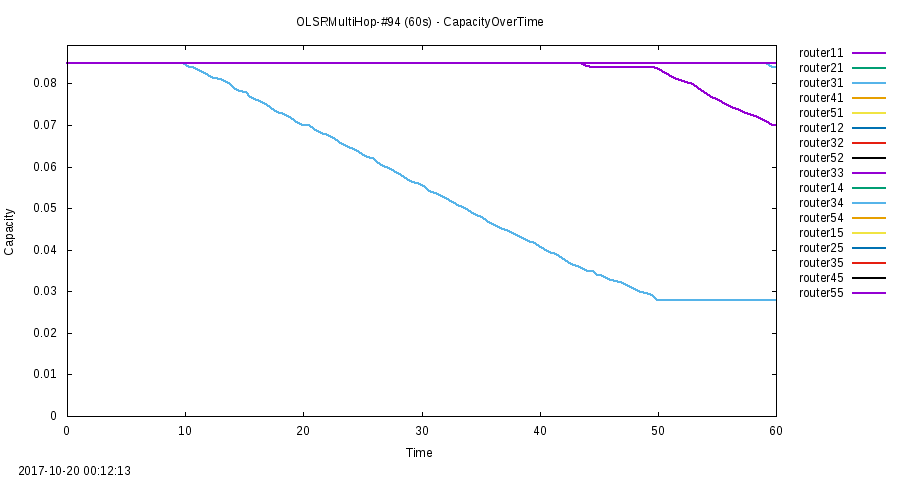 OLSRMultiHop-#94 (60s) - CapacityOverTime
router11
router21
router31
router41
router51
router12
router32
router52
router33
router14
router34
router54
router15
router25
router35
router45
router55
0.08
0.07
0.06
0.05
0.04
0.03
0.02
0.01
0
Capacity
0 10 20 30 40 50 60
Time
2017-10-20 00:12:13